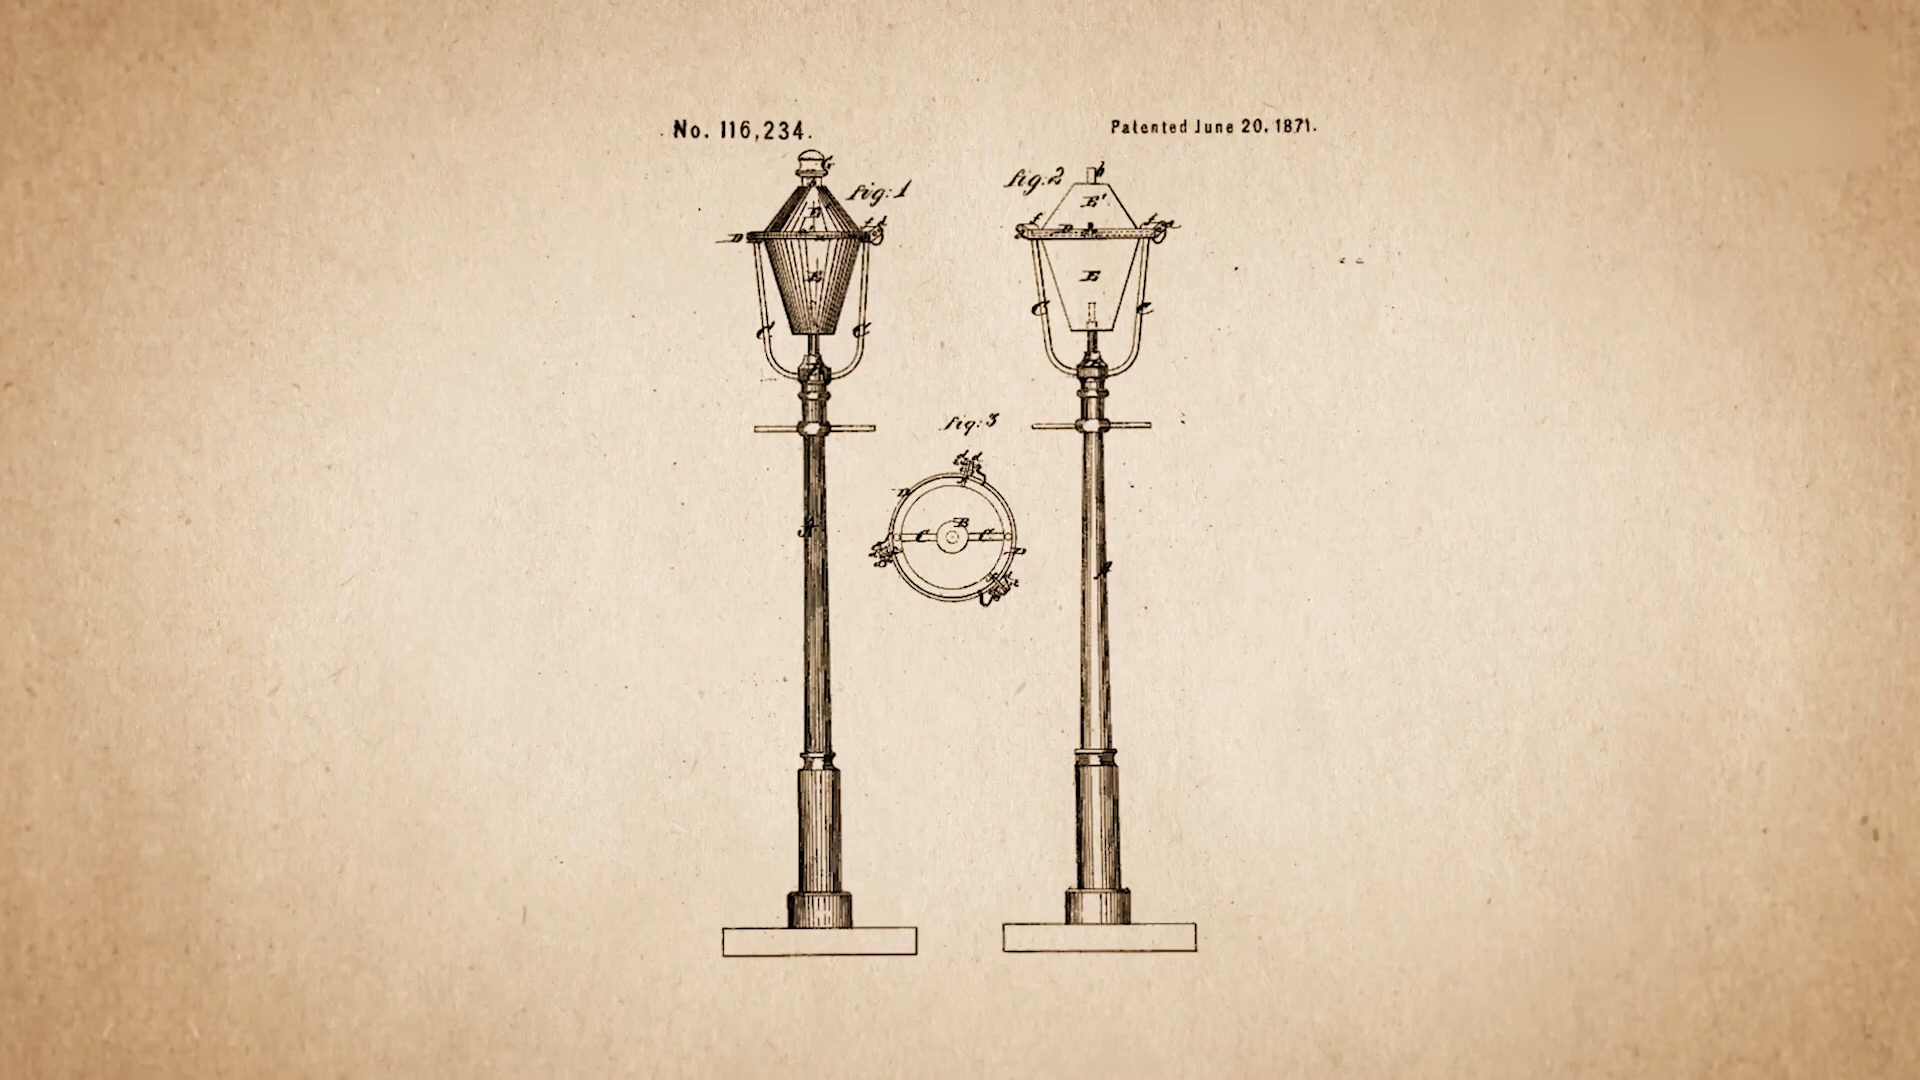 No. 116,234.
Patented June 20, 1871.
fig: 1
fig: 2
fig: 3
E'
E
E
C
C
C
C
B
C
C
D
A